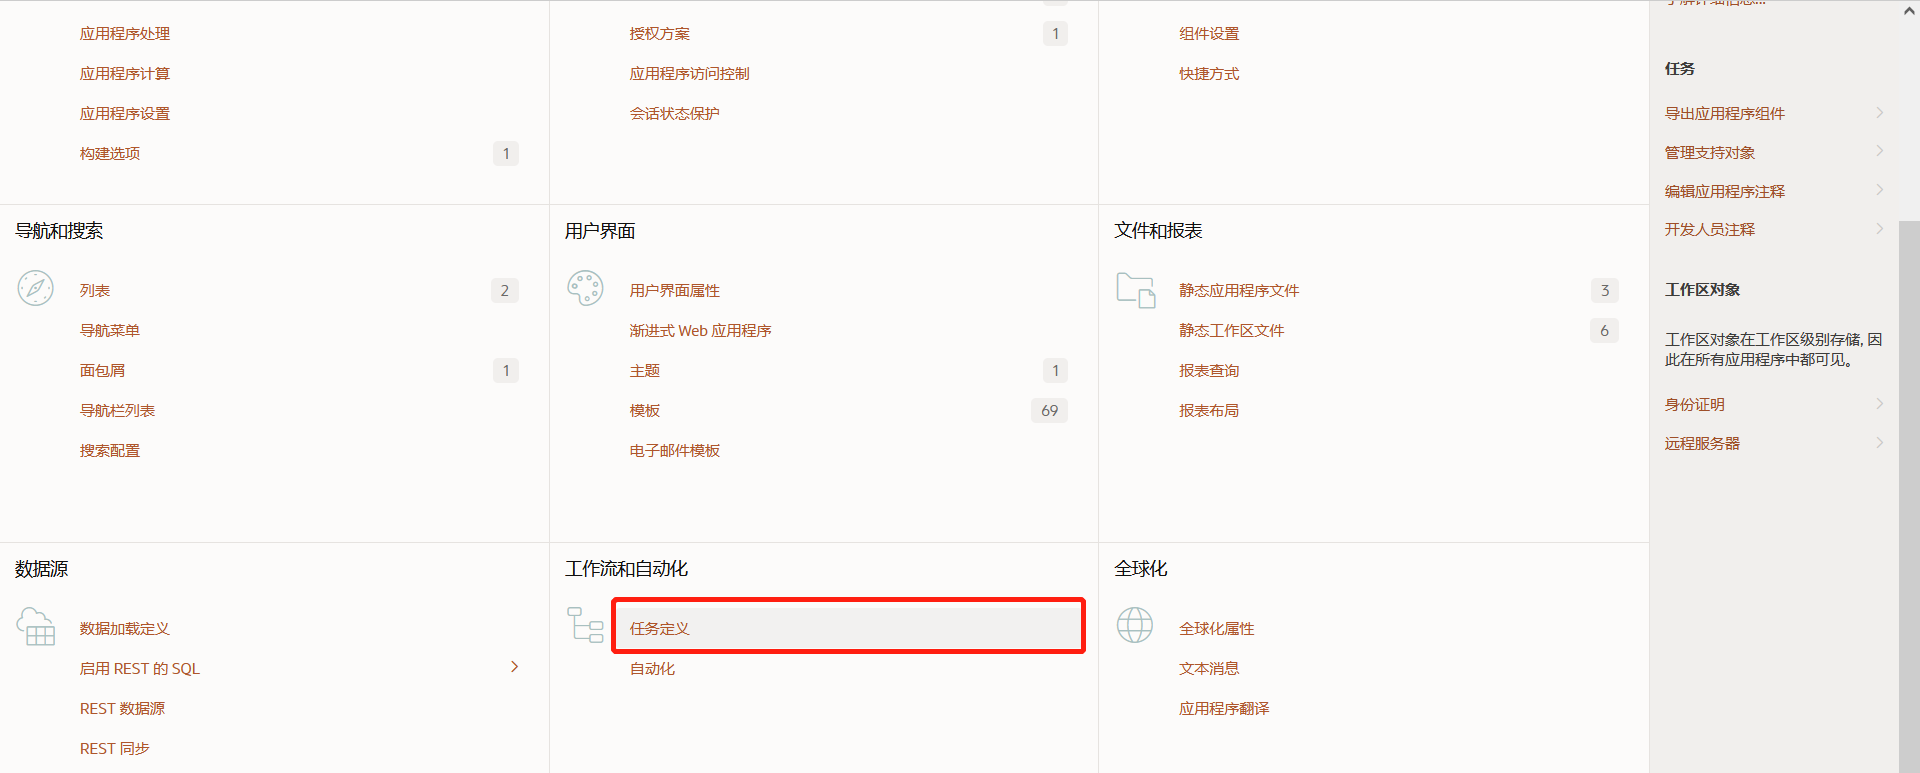 应用程序处理
应用程序计算
应用程序设置
构建选项 1
授权方案 1
应用程序访问控制
会话状态保护
组件设置
快捷方式
导航和搜索
列表 2
导航菜单
面包屑 1
导航栏列表
搜索配置
用户界面
用户界面属性
渐进式 Web 应用程序
主题 1
模板 69
电子邮件模板
文件和报表
静态应用程序文件 3
静态工作区文件 6
报表查询
报表布局
数据源
数据加载定义
启用 REST 的 SQL
REST 数据源
REST 同步
工作流和自动化
任务定义
自动化
全球化
全球化属性
文本消息
应用程序翻译
任务
导出应用程序组件
管理支持对象
编辑应用程序注释
开发人员注释
工作区对象
工作区对象在工作区级别存储, 因
此在所有应用程序中都可见。
身份证明
远程服务器